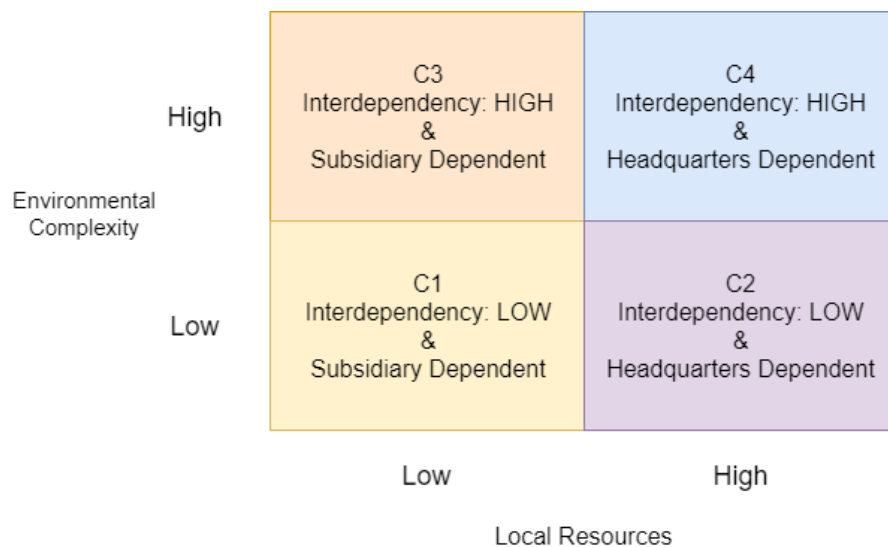 C3
Interdependency: HIGH
&
Subsidiary Dependent
C4
Interdependency: HIGH
&
Headquarters Dependent
High
Environmental
Complexity
C1
Interdependency: LOW
&
Subsidiary Dependent
C2
Interdependency: LOW
&
Headquarters Dependent
Low
Low
High
Local Resources